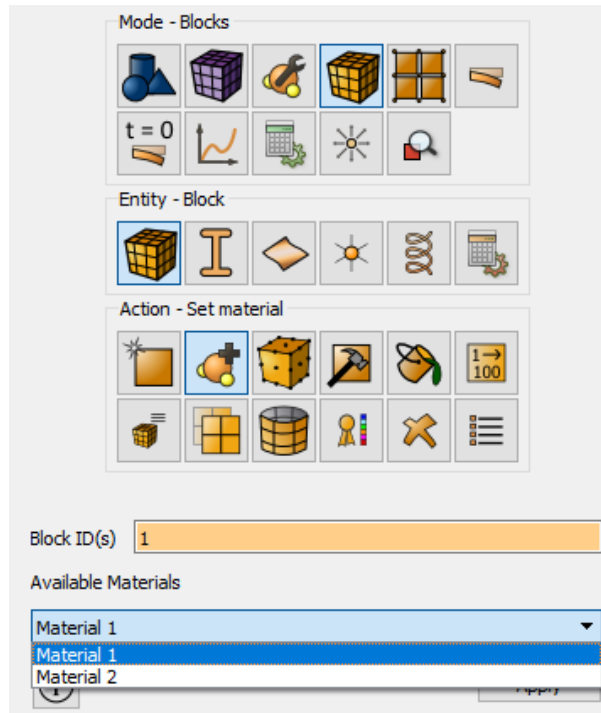 Mode - Blocks
t = 0
Entity - Block
Action - Set material
1→
100
Block ID(s) 1
Available Materials
Material 1
Material 1
Material 2
Apply